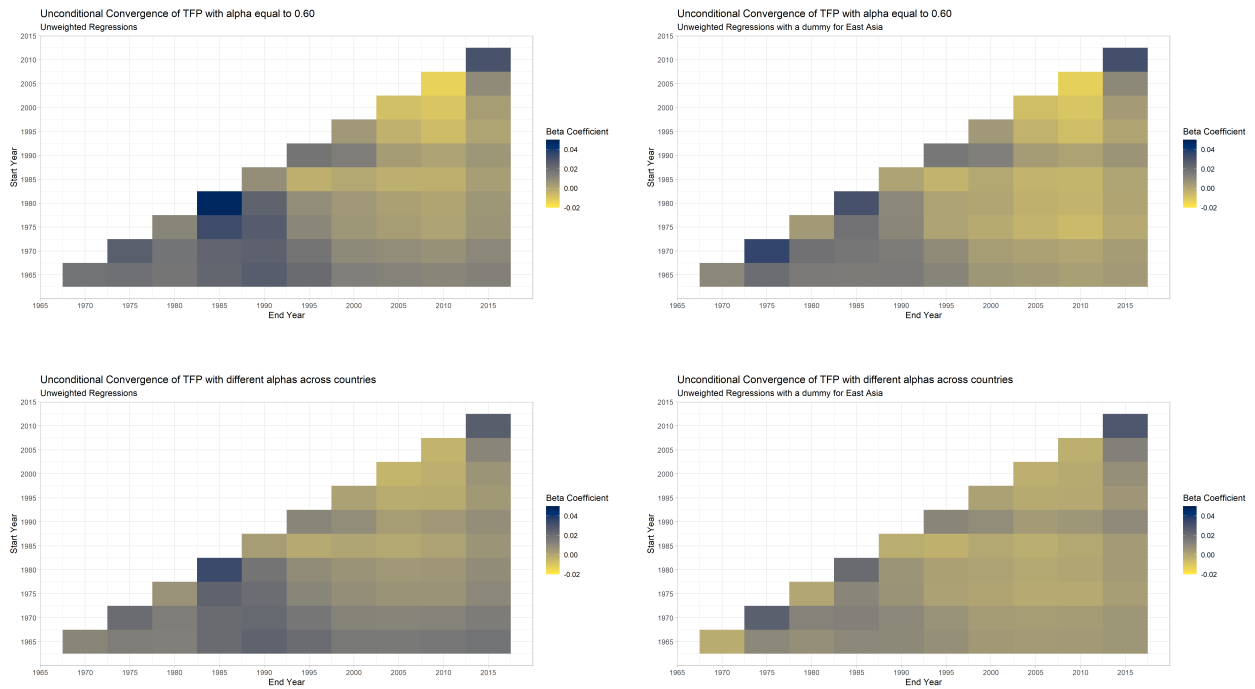 Unconditional Convergence of TFP with alpha equal to 0.60
Unweighted Regressions
2015
2010
2005
2000
1995
1990
1985
1980
1975
1970
1965
Start Year
1965 1970 1975 1980 1985 1990 1995 2000 2005 2010 2015
End Year
Beta Coefficient
0.04
0.02
0.00
-0.02
Unconditional Convergence of TFP with alpha equal to 0.60
Unweighted Regressions with a dummy for East Asia
2015
2010
2005
2000
1995
1990
1985
1980
1975
1970
1965
Start Year
1965 1970 1975 1980 1985 1990 1995 2000 2005 2010 2015
End Year
Beta Coefficient
0.04
0.02
0.00
-0.02
Unconditional Convergence of TFP with different alphas across countries
Unweighted Regressions
2015
2010
2005
2000
1995
1990
1985
1980
1975
1970
1965
Start Year
1965 1970 1975 1980 1985 1990 1995 2000 2005 2010 2015
End Year
Beta Coefficient
0.04
0.02
0.00
-0.02
Unconditional Convergence of TFP with different alphas across countries
Unweighted Regressions with a dummy for East Asia
2015
2010
2005
2000
1995
1990
1985
1980
1975
1970
1965
Start Year
1965 1970 1975 1980 1985 1990 1995 2000 2005 2010 2015
End Year
Beta Coefficient
0.04
0.02
0.00
-0.02